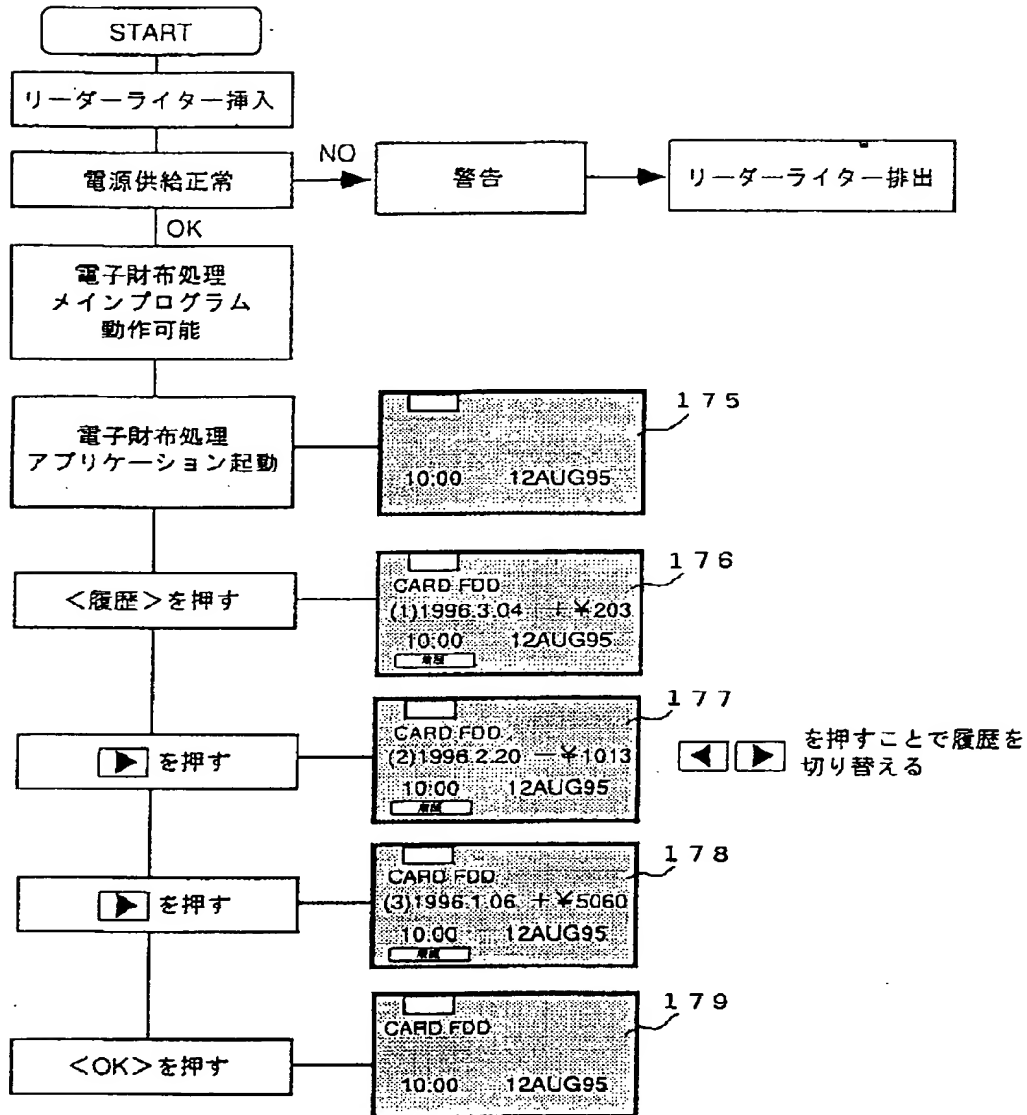 START
リーダーライター挿入
電源供給正常
NO
警告
リーダーライター排出
OK
電子財布処理
メインプログラム
動作可能
電子財布処理
アプリケーション起動
175
10:00 12AUG95
＜履歴＞を押す
176
CARD FDD
(1)1996.3.04 +￥203
10:00 12AUG95
履歴
▶ を押す
177
CARD FDD
(2)1996.2.20 －￥1013
10:00 12AUG95
履歴
◀ ▶ を押すことで履歴を
切り替える
▶ を押す
178
CARD FDD
(3)1996.1.06 +￥5060
10:00 12AUG95
履歴
＜OK＞を押す
179
CARD FDD
10:00 12AUG95